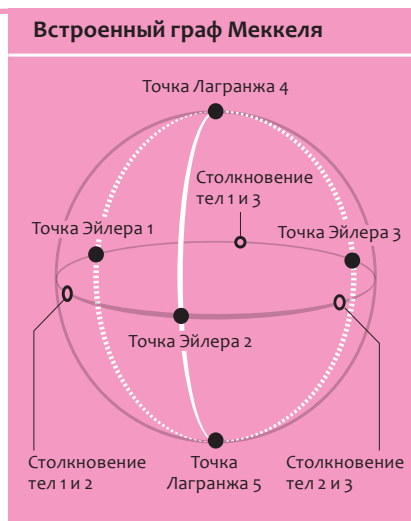 Встроенный граф Меккеля
Точка Лагранжа 4
Столкновение
тел 1 и 3
Точка Эйлера 1
Точка Эйлера 3
Точка Эйлера 2
Столкновение
тел 1 и 2
Точка
Лагранжа 5
Столкновение
тел 2 и 3